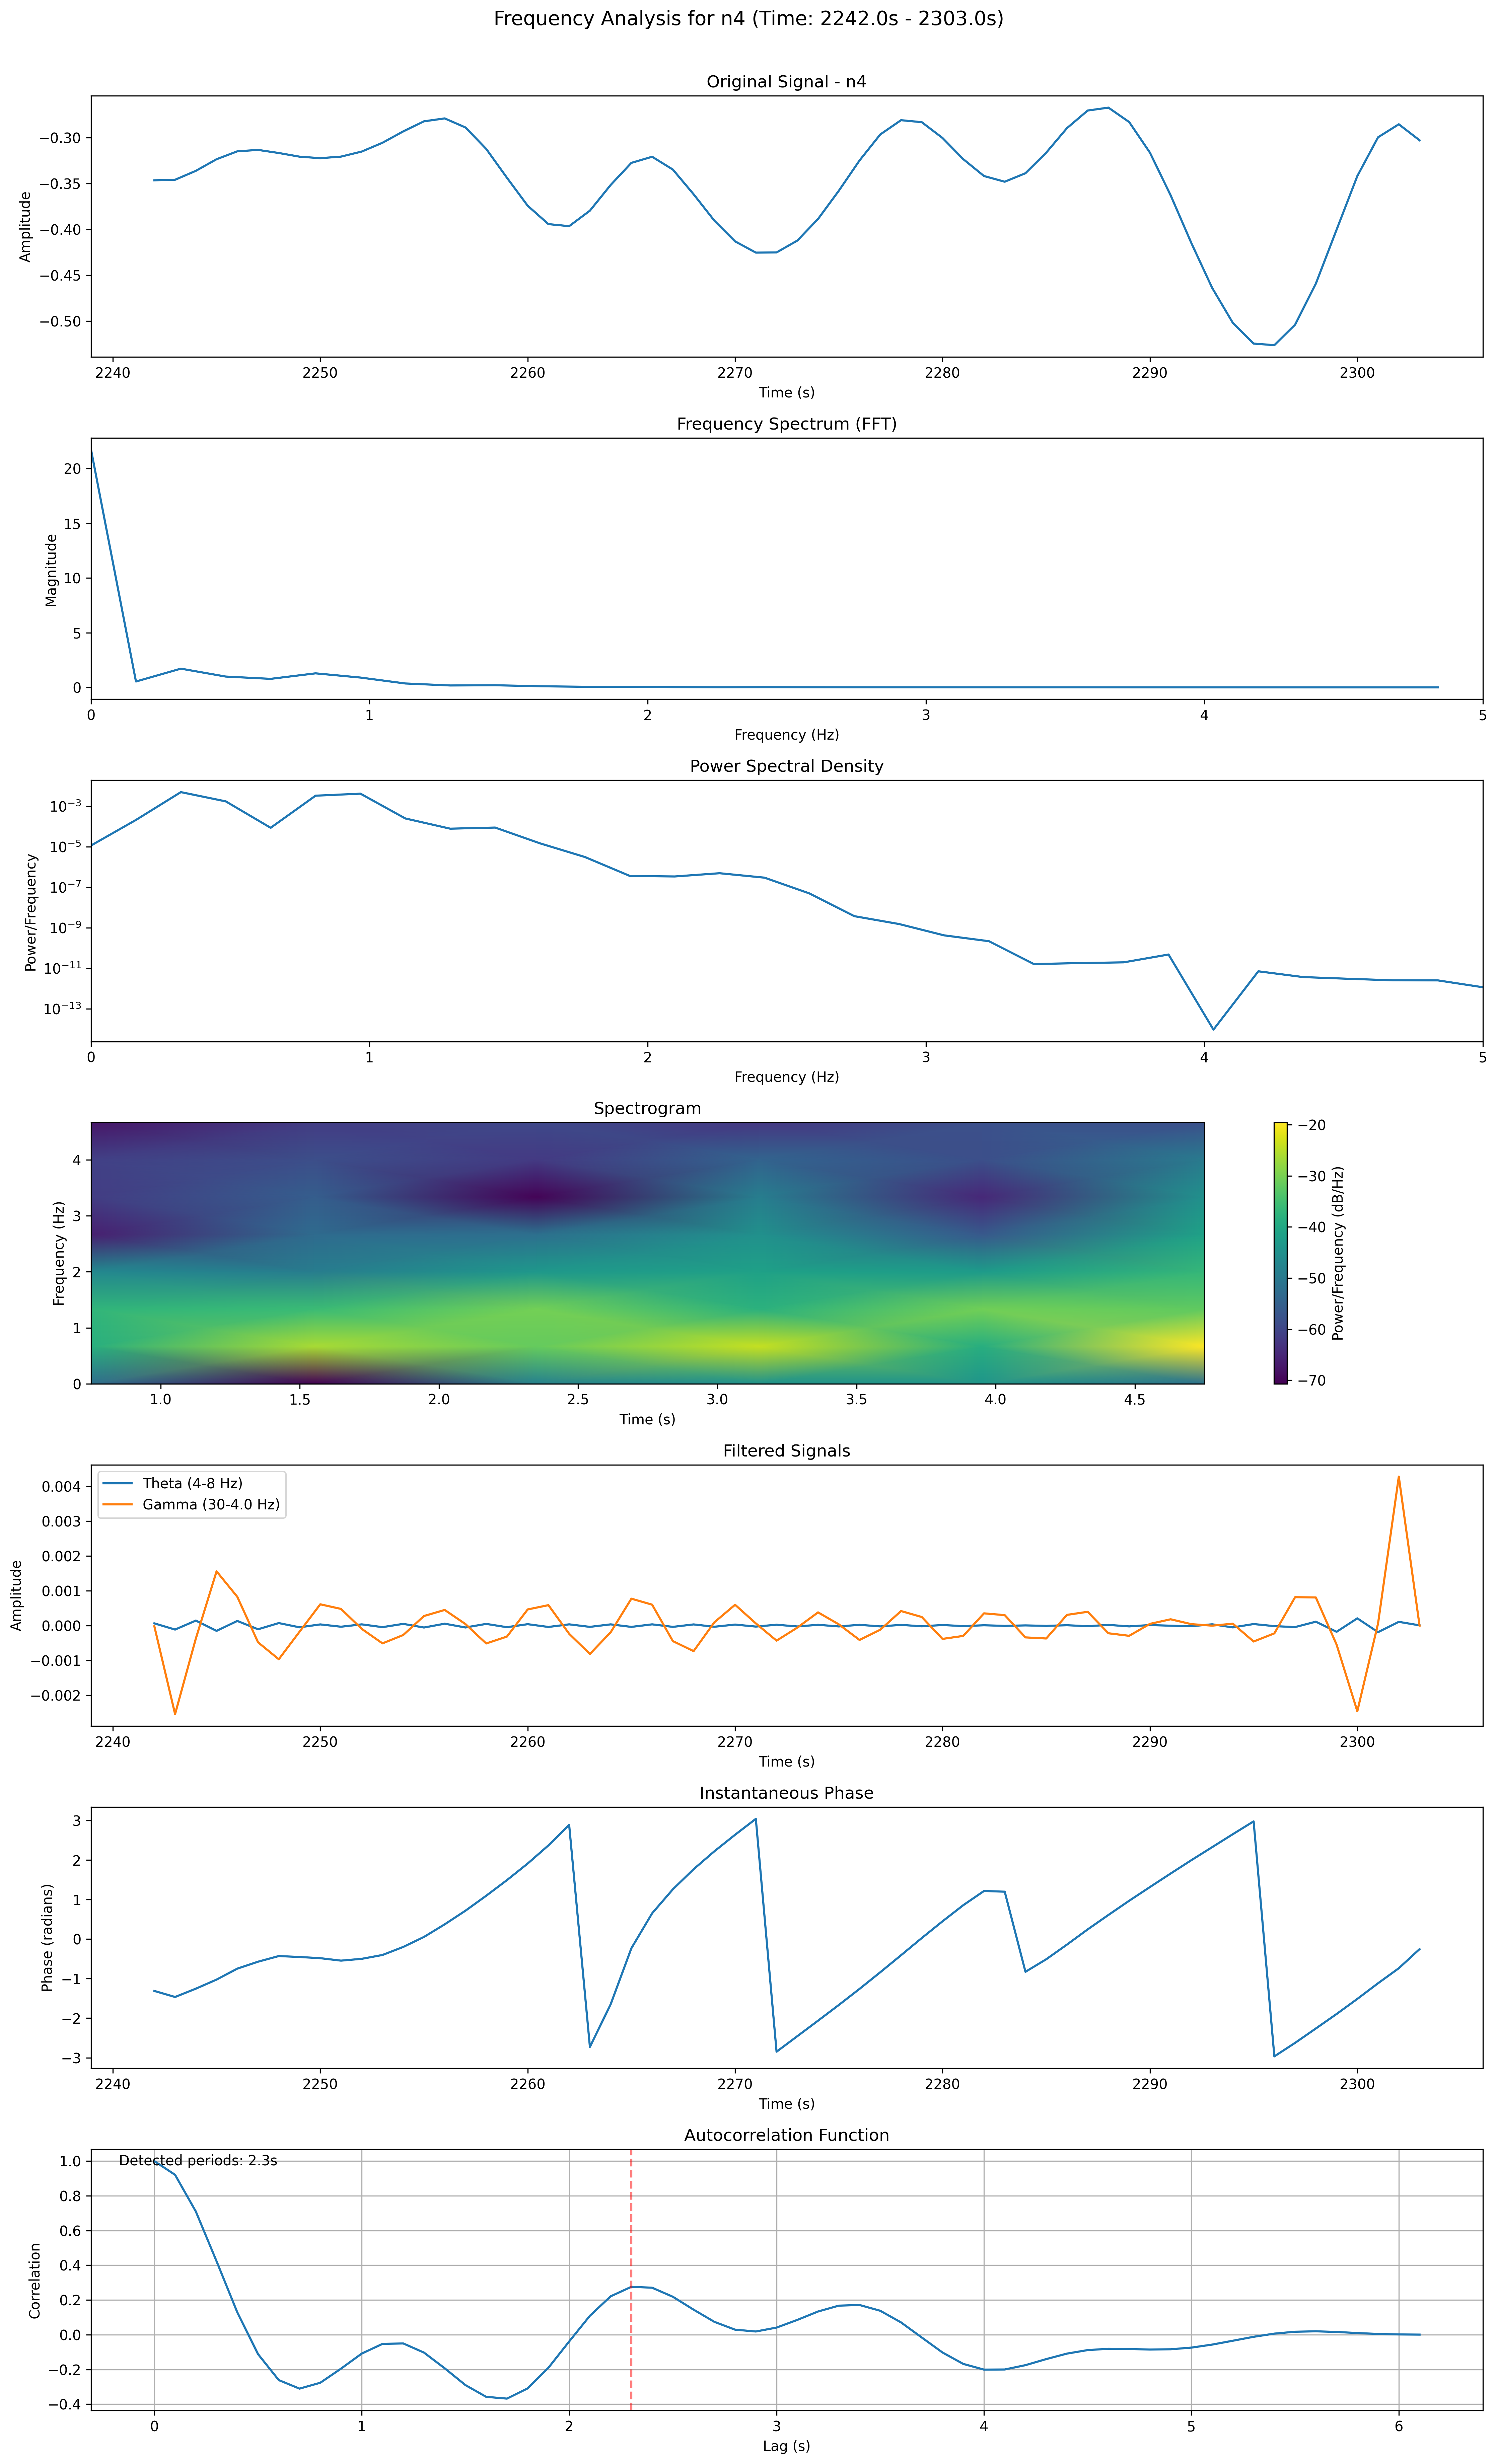 Frequency Analysis for n4 (Time: 2242.0s - 2303.0s)
Original Signal - n4
Amplitude
−0.30
−0.35
−0.40
−0.45
−0.50
2240 2250 2260 2270 2280 2290 2300
Time (s)
Frequency Spectrum (FFT)
Magnitude
20
15
10
5
0
0 1 2 3 4 5
Frequency (Hz)
Power Spectral Density
Power/Frequency
10⁻³
10⁻⁵
10⁻⁷
10⁻⁹
10⁻¹¹
10⁻¹³
0 1 2 3 4 5
Frequency (Hz)
Spectrogram
Frequency (Hz)
4
3
2
1
0
1.0 1.5 2.0 2.5 3.0 3.5 4.0 4.5
Time (s)
−20
−30
−40
−50
−60
−70
Power/Frequency (dB/Hz)
Filtered Signals
Theta (4-8 Hz)
Gamma (30-4.0 Hz)
Amplitude
0.004
0.003
0.002
0.001
0.000
−0.001
−0.002
2240 2250 2260 2270 2280 2290 2300
Time (s)
Instantaneous Phase
Phase (radians)
3
2
1
0
−1
−2
−3
2240 2250 2260 2270 2280 2290 2300
Time (s)
Autocorrelation Function
Detected periods: 2.3s
Correlation
1.0
0.8
0.6
0.4
0.2
0.0
−0.2
−0.4
0 1 2 3 4 5 6
Lag (s)